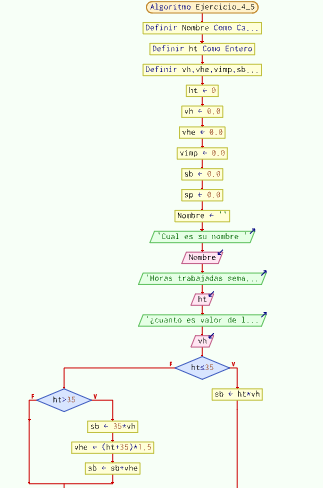 Algoritmo Ejercicio_4_5
Definir Nombre Como Ca...
Definir ht Como Entero
Definir vh,vhe,vimp,sb...
ht ← 0
vh ← 0.0
vhe ← 0.0
vimp ← 0.0
sb ← 0.0
sp ← 0.0
Nombre ← ''
'Cual es su nombre '
Nombre
'Horas trabajadas sema...
ht
'¿cuanto es valor de l...
vh
F ht≤35 V
sb ← ht*vh
F ht>35 V
sb ← 35*vh
vhe ← (ht+35)*1.5
sb ← sb+vhe